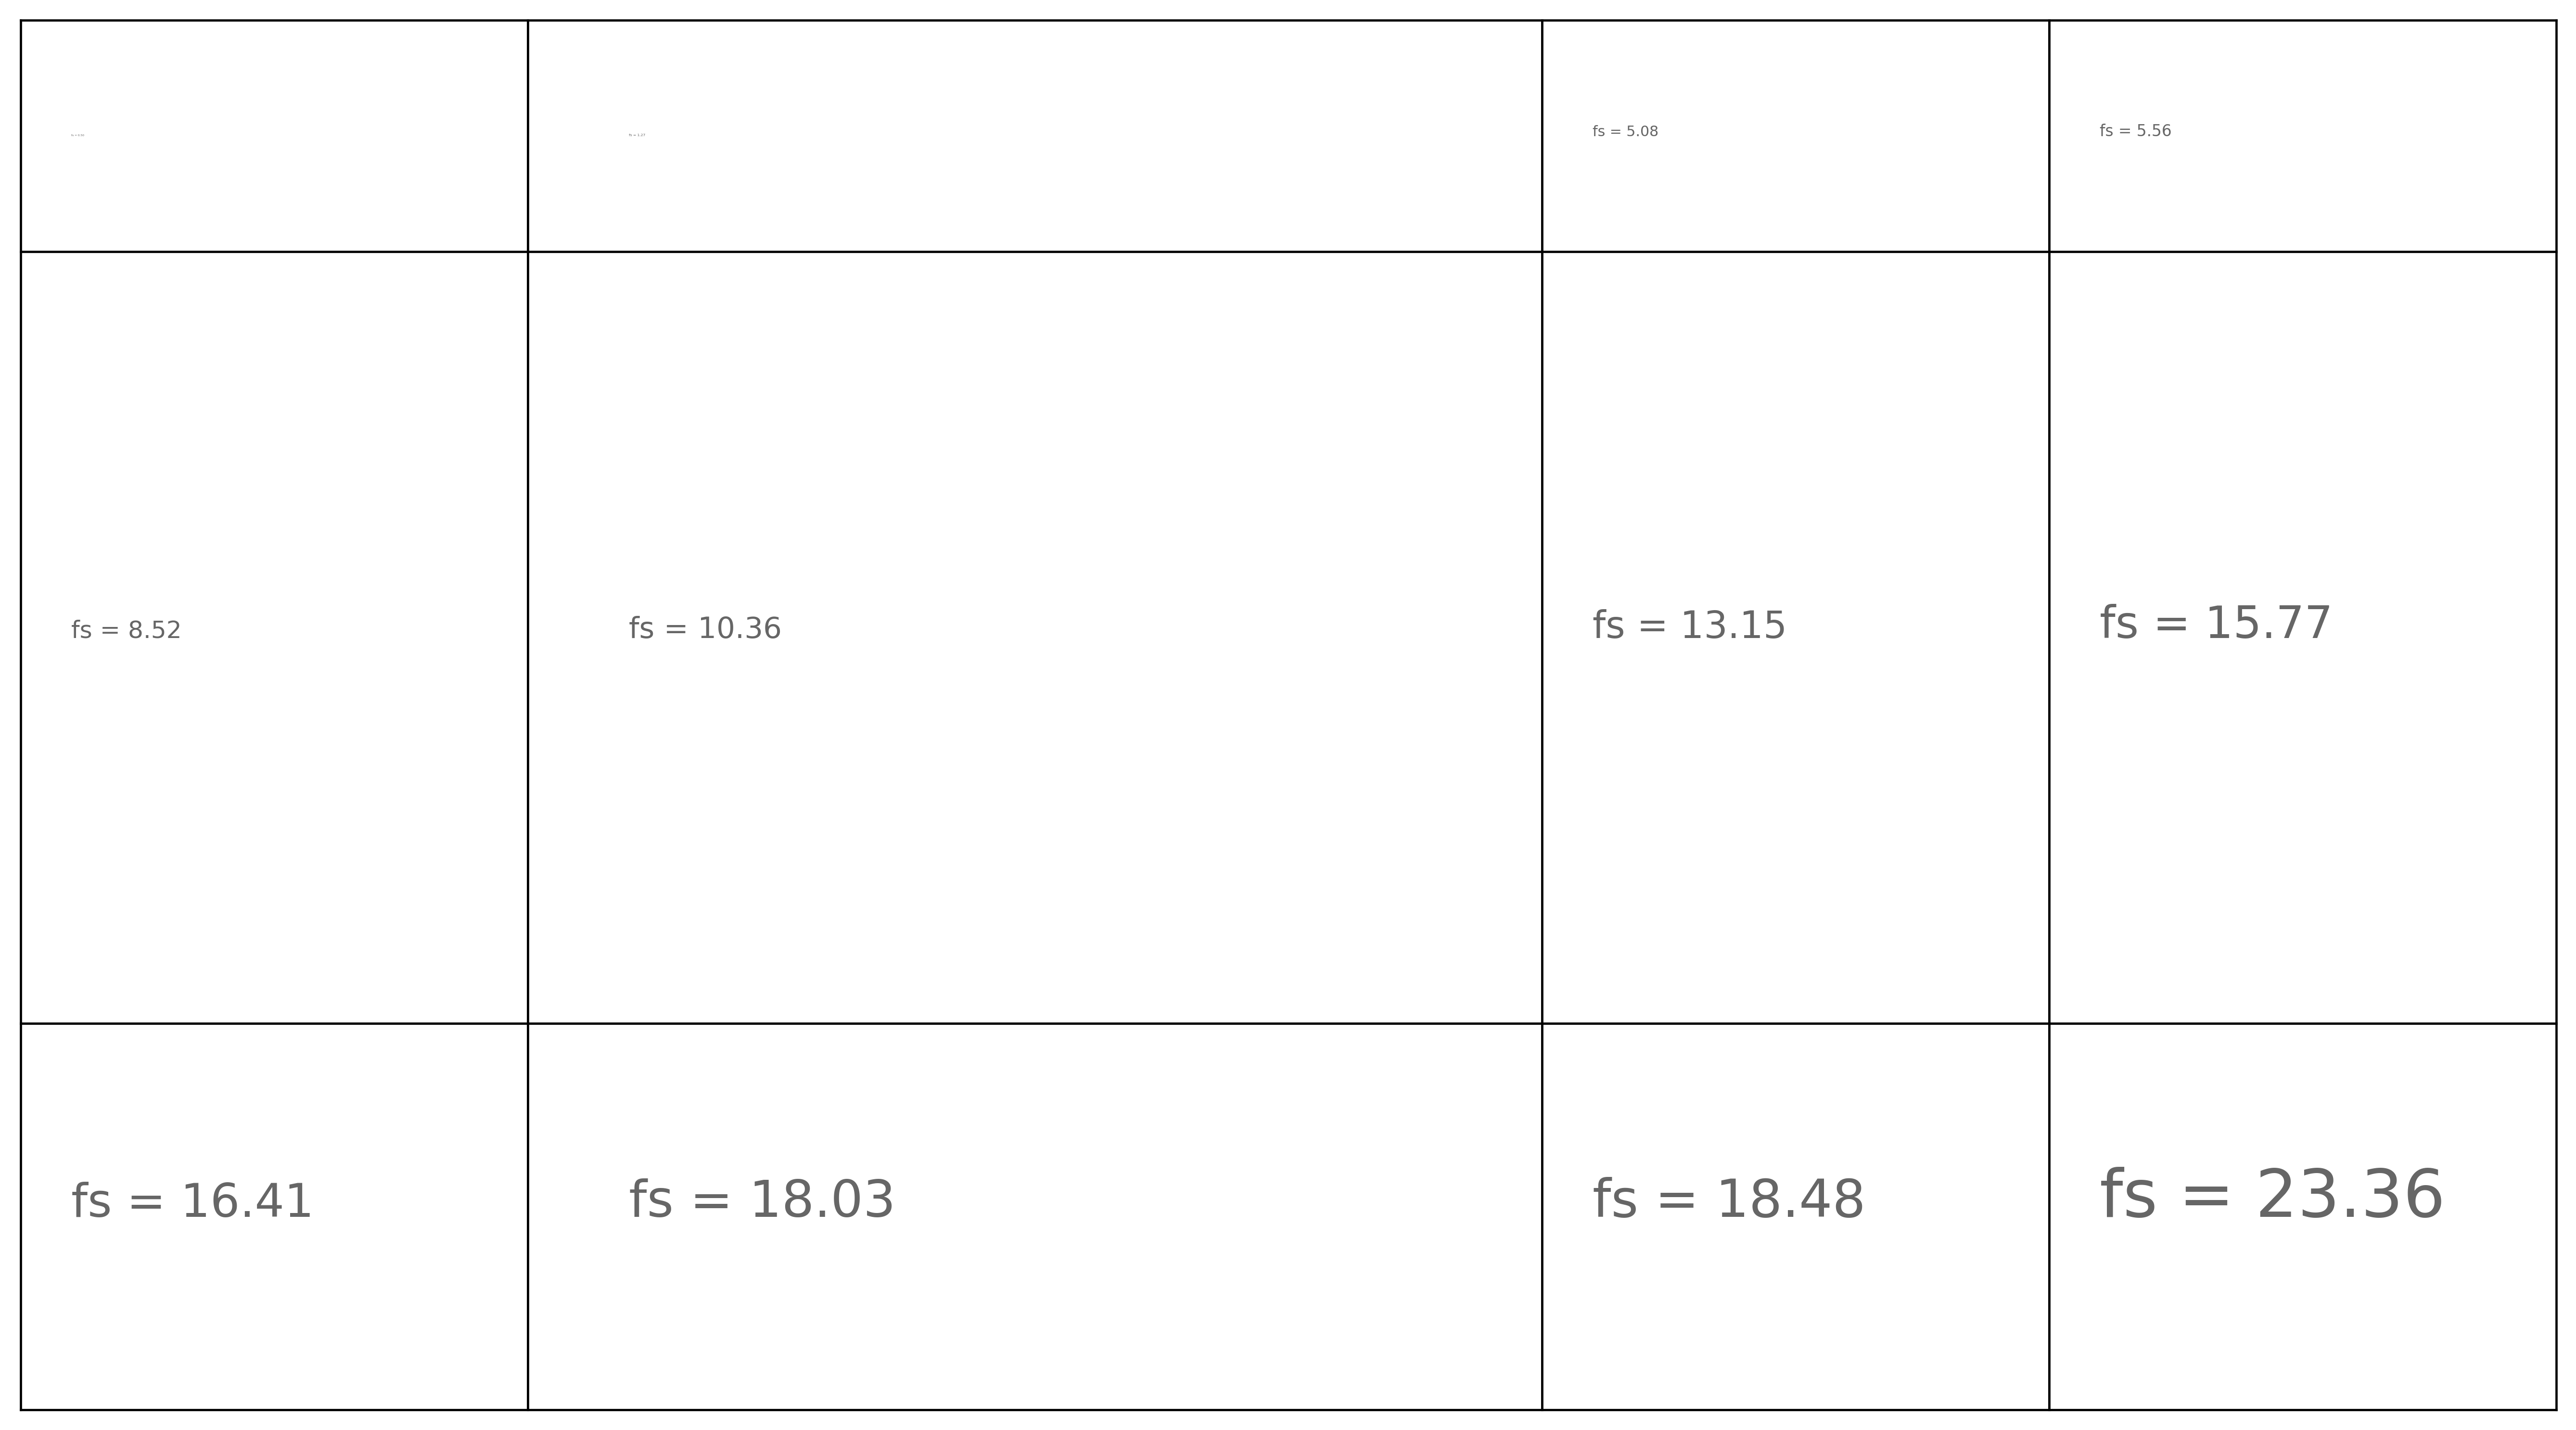 fs = 5.08
fs = 5.56
fs = 8.52
fs = 10.36
fs = 13.15
fs = 15.77
fs = 16.41
fs = 18.03
fs = 18.48
fs = 23.36